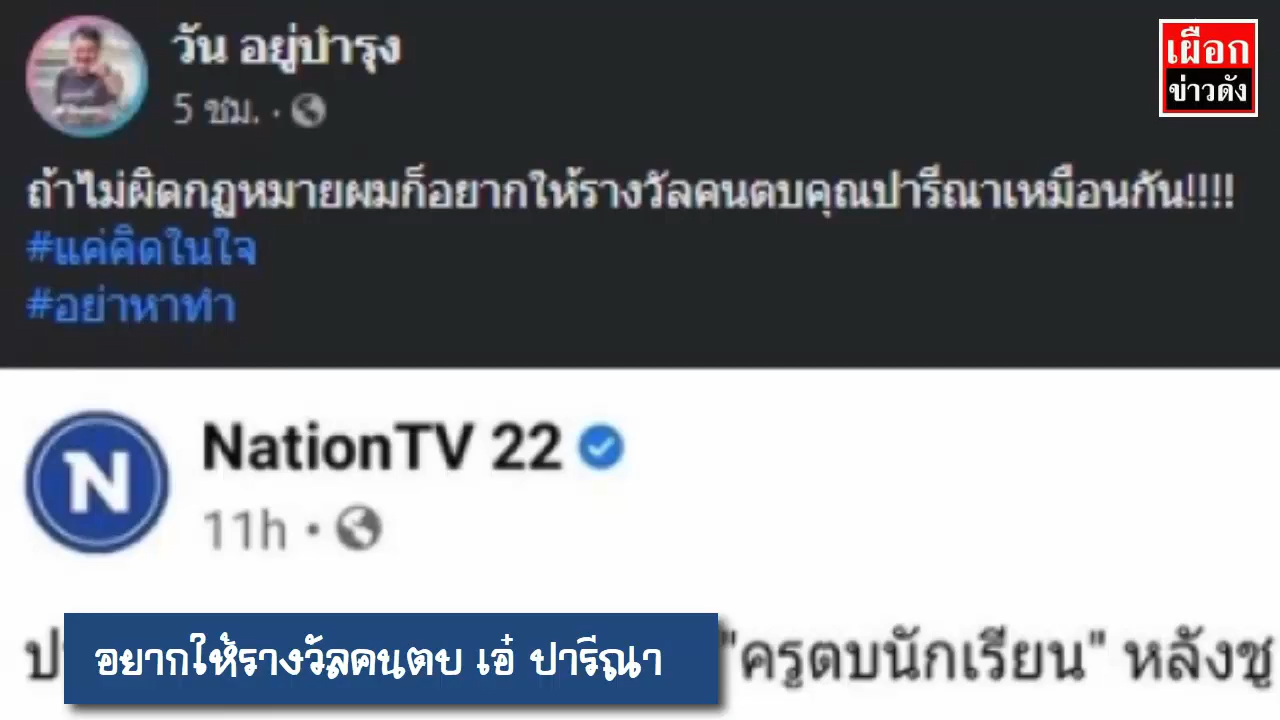 วัน อยู่บำรุง
5 ชม. ·
เผือก
ข่าวดัง
ถ้าไม่ผิดกฎหมายผมก็อยากให้รางวัลคนตบคุณปารีณาเหมือนกัน!!!!
#แค่คิดในใจ
#อย่าหาทำ
NationTV 22
11h ·
"ครูตบนักเรียน" หลังชู
อยากให้รางวัลคนตบ เอ๋ ปารีณา